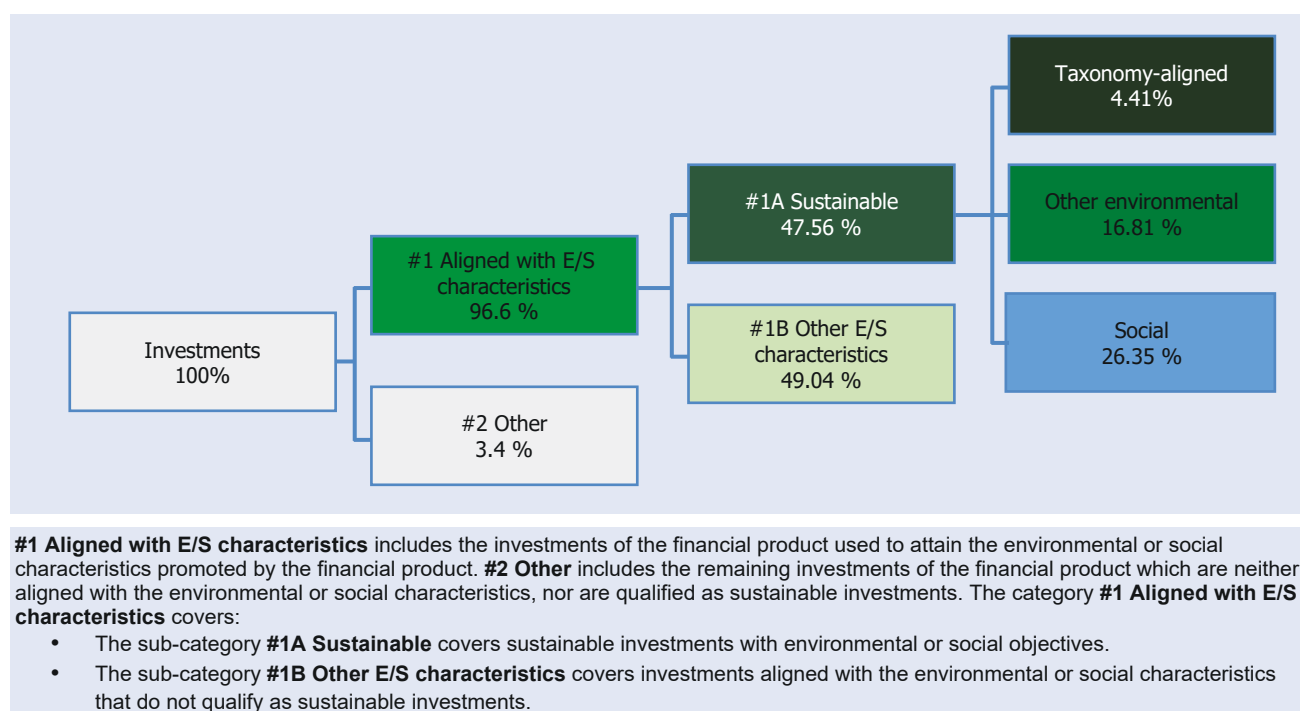 Taxonomy-aligned
4.41%
#1A Sustainable
47.56 %
Other environmental
16.81 %
#1 Aligned with E/S
characteristics
96.6 %
#1B Other E/S
characteristics
49.04 %
Social
26.35 %
Investments
100%
#2 Other
3.4 %
#1 Aligned with E/S characteristics includes the investments of the financial product used to attain the environmental or social
characteristics promoted by the financial product. #2 Other includes the remaining investments of the financial product which are neither
aligned with the environmental or social characteristics, nor are qualified as sustainable investments. The category #1 Aligned with E/S
characteristics covers:
• The sub-category #1A Sustainable covers sustainable investments with environmental or social objectives.
• The sub-category #1B Other E/S characteristics covers investments aligned with the environmental or social characteristics
that do not qualify as sustainable investments.